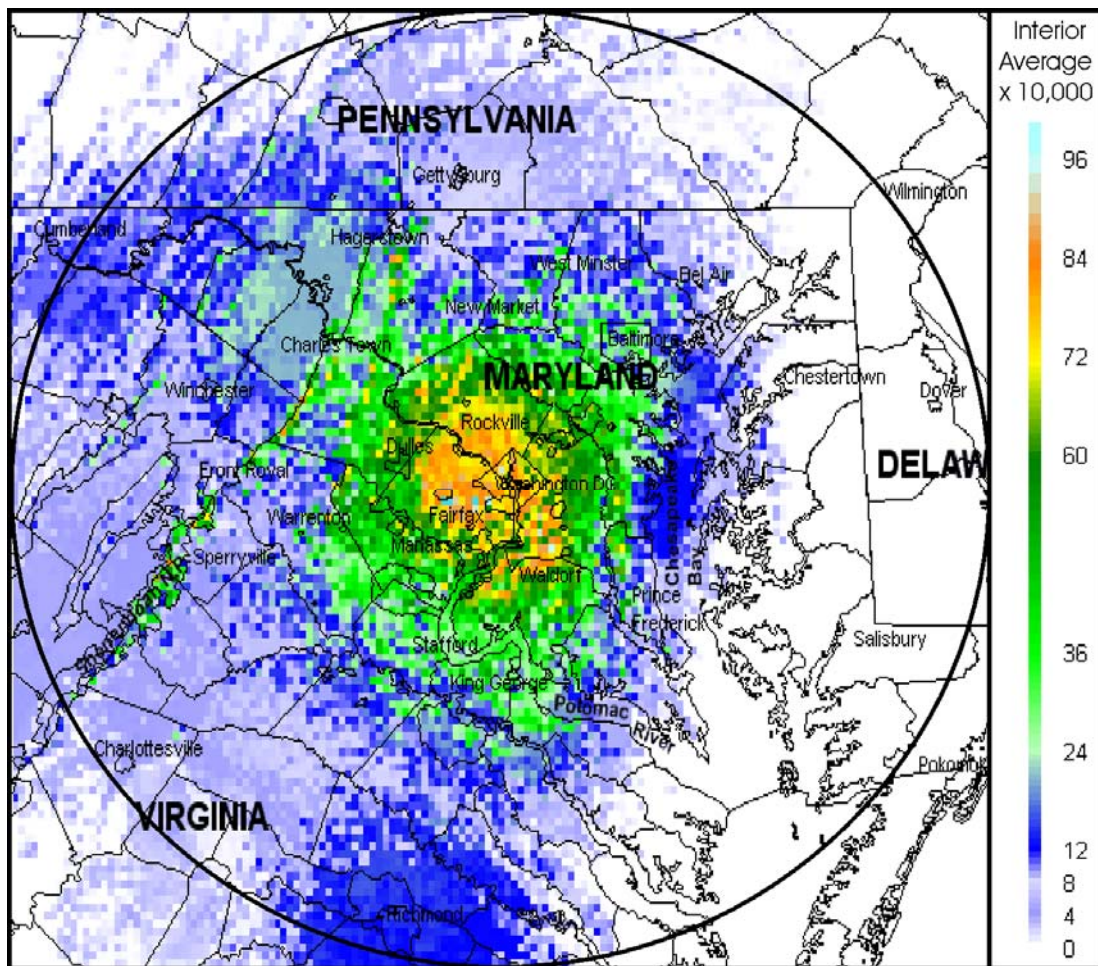 Interior
Average
x 10,000
PENNSYLVANIA
Gettysburg
Wilmington
Cumberland
Hagerstown
West Minster
Bel Air
New Market
Charles Town
Baltimore
MARYLAND
Chestertown
Winchester
Dover
Rockville
Dulles
Front Royal
Washington DC
DELAW
Fairfax
Warrenton
Manassas
Sperryville
Waldorf
Chesapeake
Bay
Prince
Frederick
Stafford
Salisbury
King George
Potomac
River
Charlottesville
Pokomok
VIRGINIA
Richmond
96
84
72
60
36
24
12
8
4
0